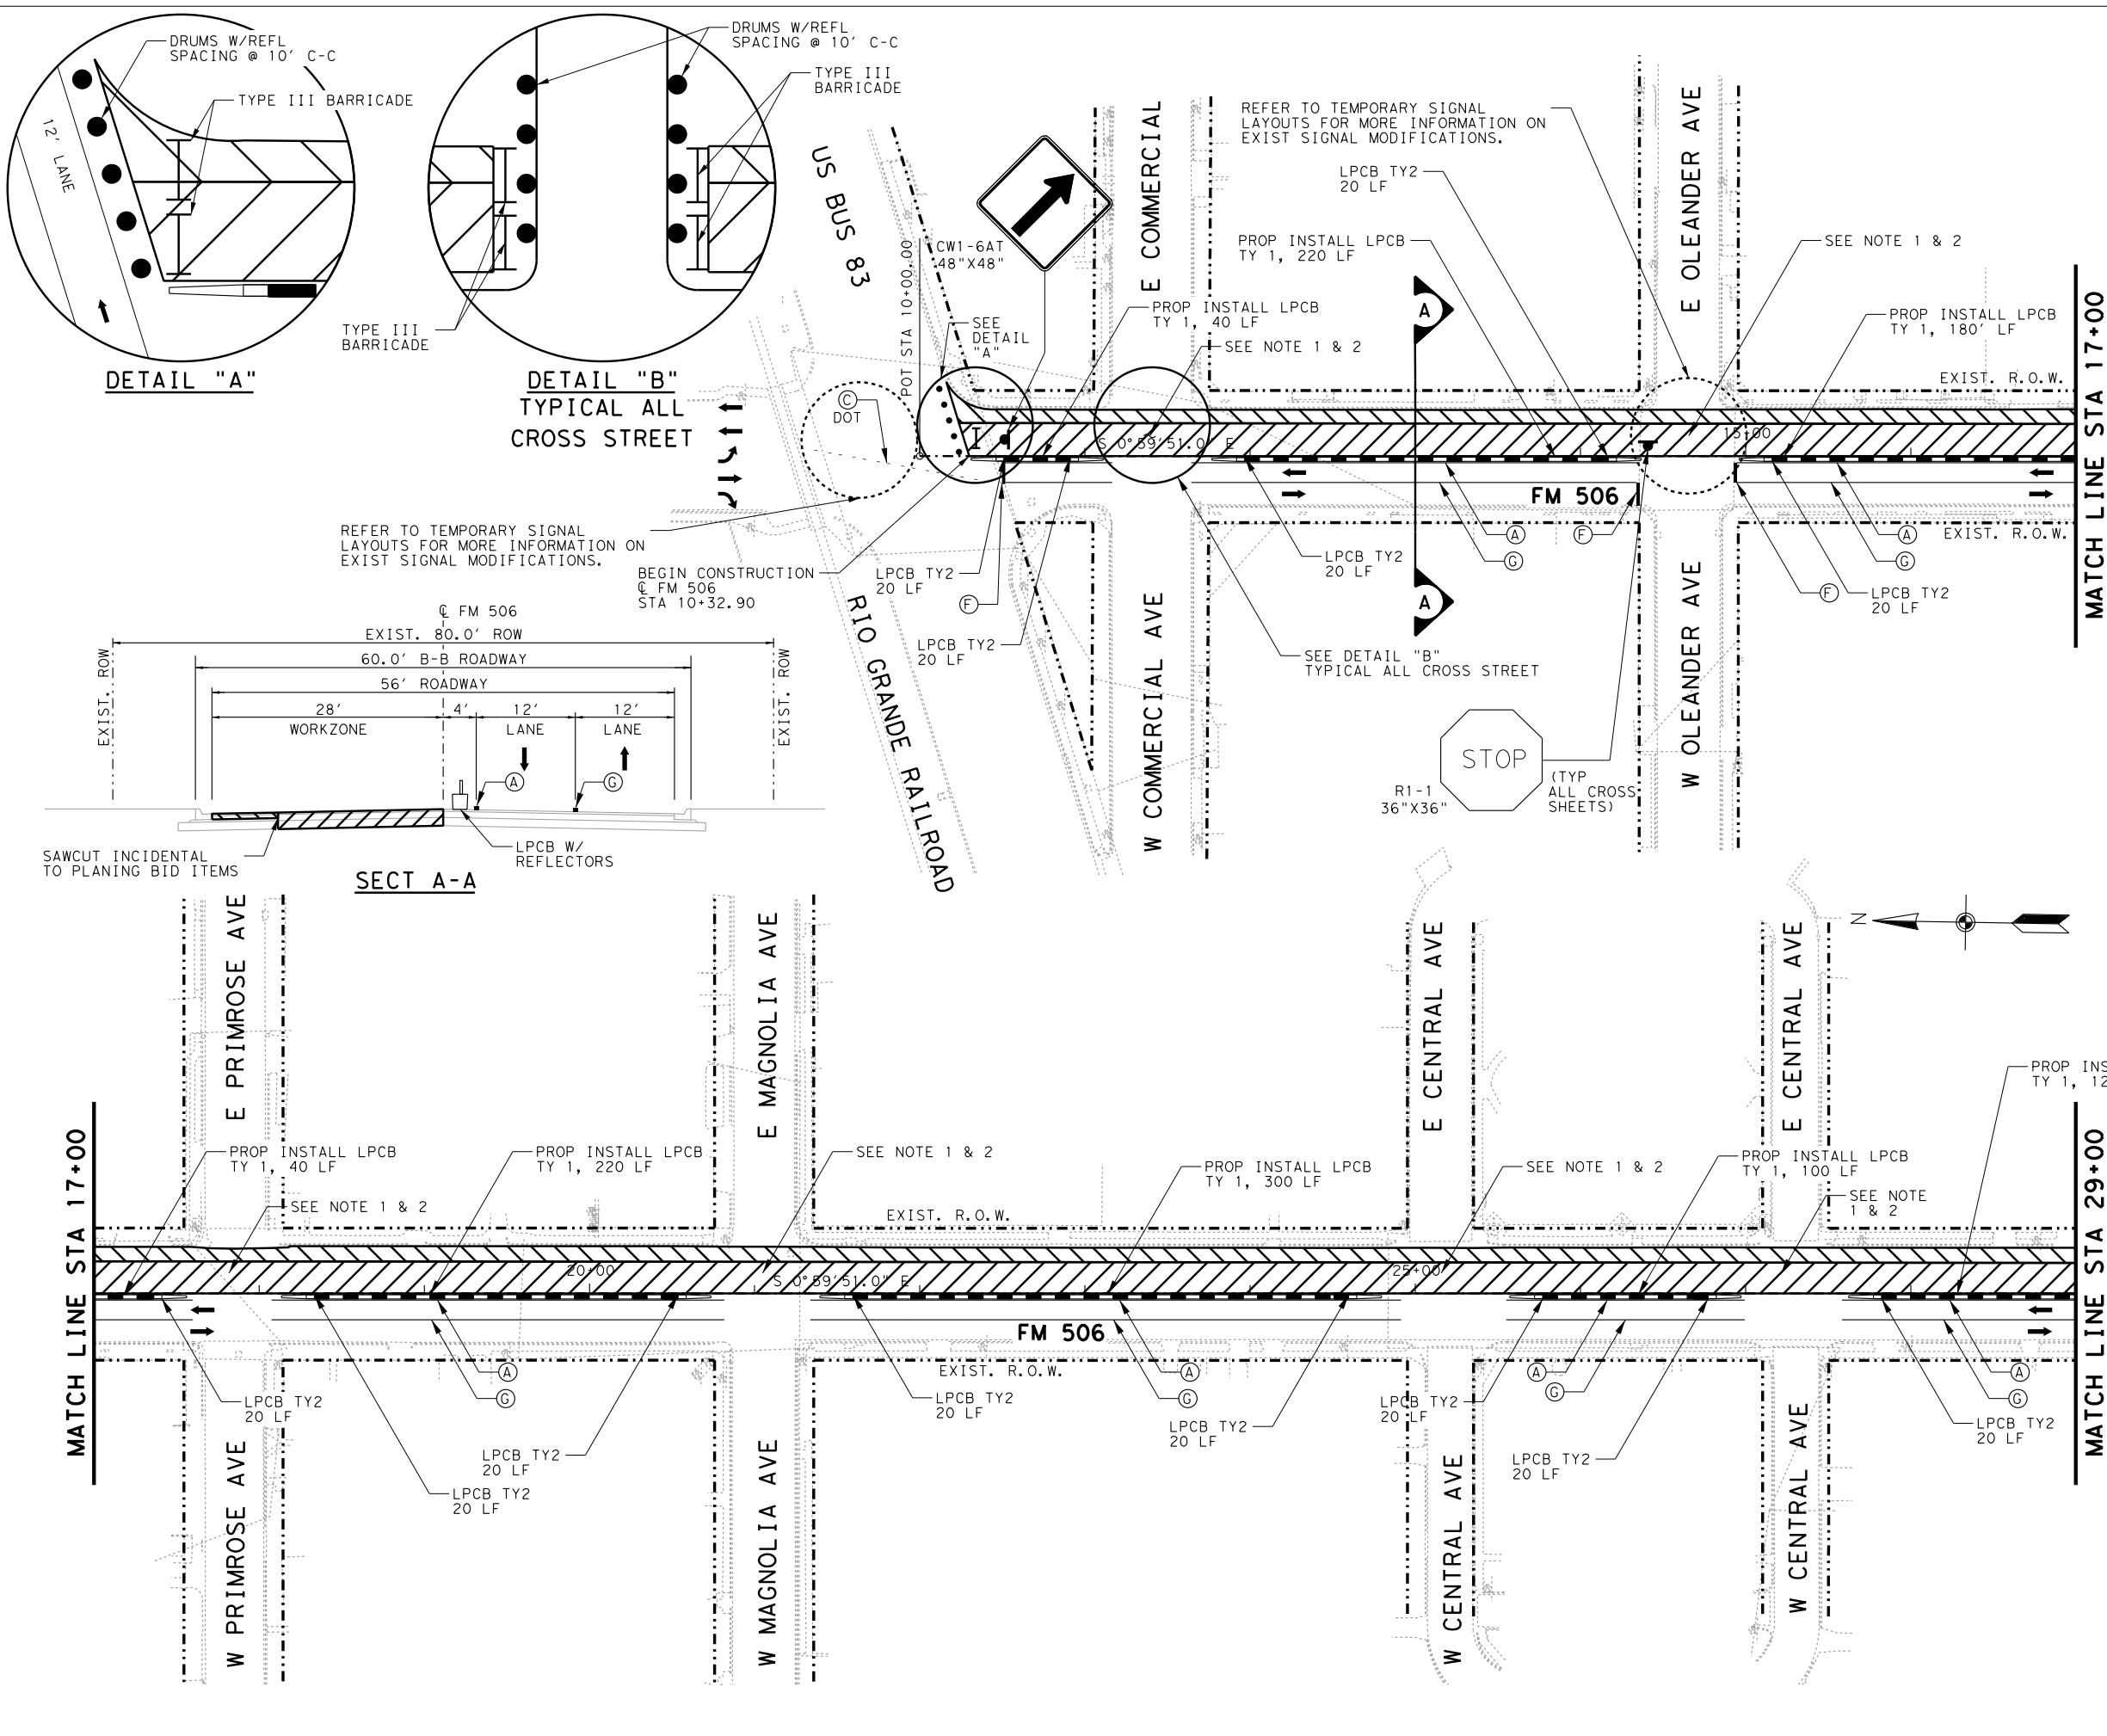 DRUMS W/REFL
SPACING @ 10' C-C
TYPE III BARRICADE
12' LANE
DETAIL "A"
DRUMS W/REFL
SPACING @ 10' C-C
TYPE III
BARRICADE
TYPE III
BARRICADE
DETAIL "B"
TYPICAL ALL
CROSS STREET
US BUS 83
POT STA 10+00.00
CW1-6AT
48"X48"
SEE
DETAIL
"A"
C
DOT
E COMMERCIAL
REFER TO TEMPORARY SIGNAL
LAYOUTS FOR MORE INFORMATION ON
EXIST SIGNAL MODIFICATIONS.
LPCB TY2
20 LF
PROP INSTALL LPCB
TY 1, 220 LF
PROP INSTALL LPCB
TY 1, 40 LF
SEE NOTE 1 & 2
A
E OLEANDER AVE
SEE NOTE 1 & 2
PROP INSTALL LPCB
TY 1, 180' LF
EXIST. R.O.W.
MATCH LINE STA 17+00
S 0°59'51.0" E
15+00
FM 506
REFER TO TEMPORARY SIGNAL
LAYOUTS FOR MORE INFORMATION ON
EXIST SIGNAL MODIFICATIONS.
BEGIN CONSTRUCTION
℄ FM 506
STA 10+32.90
LPCB TY2
20 LF
F
LPCB TY2
20 LF
RIO GRANDE RAILROAD
W COMMERCIAL AVE
LPCB TY2
20 LF
A
G
F
A
SEE DETAIL "B"
TYPICAL ALL CROSS STREET
STOP
R1-1
36"X36"
(TYP
ALL CROSS
SHEETS)
W OLEANDER AVE
EXIST. R.O.W.
A
G
F
LPCB TY2
20 LF
℄ FM 506
EXIST. 80.0' ROW
60.0' B-B ROADWAY
56' ROADWAY
28'
WORKZONE
4'
12'
LANE
12'
LANE
EXIST. ROW
EXIST. ROW
A
G
SAWCUT INCIDENTAL
TO PLANING BID ITEMS
LPCB W/
REFLECTORS
SECT A-A
N
E PRIMROSE AVE
E MAGNOLIA AVE
E CENTRAL AVE
E CENTRAL AVE
MATCH LINE STA 17+00
PROP INSTALL LPCB
TY 1, 40 LF
SEE NOTE 1 & 2
PROP INSTALL LPCB
TY 1, 220 LF
SEE NOTE 1 & 2
EXIST. R.O.W.
PROP INSTALL LPCB
TY 1, 300 LF
SEE NOTE 1 & 2
PROP INSTALL LPCB
TY 1, 100 LF
SEE NOTE
1 & 2
PROP INS
TY 1, 12
MATCH LINE STA 29+00
20+00
S 0°59'51.0" E
25+00
FM 506
EXIST. R.O.W.
LPCB TY2
20 LF
A
G
LPCB TY2
20 LF
LPCB TY2
20 LF
LPCB TY2
20 LF
A
G
LPCB TY2
20 LF
LPCB TY2
20 LF
A
G
LPCB TY2
20 LF
A
G
LPCB TY2
20 LF
W PRIMROSE AVE
W MAGNOLIA AVE
W CENTRAL AVE
W CENTRAL AVE